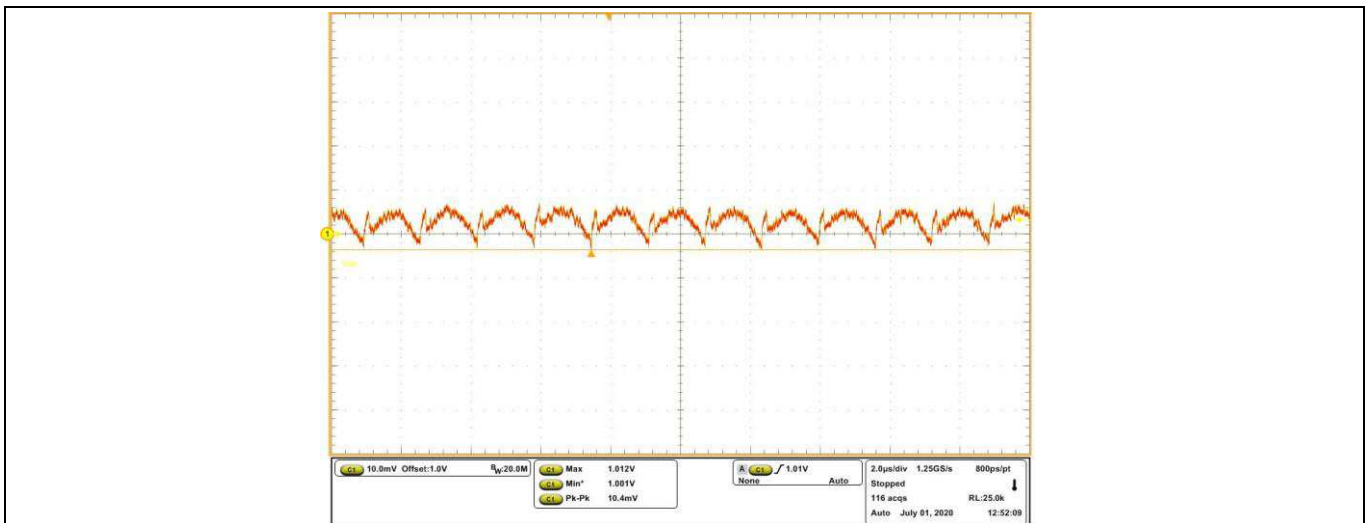 1
C1 10.0mV Offset:1.0V BW:20.0M
C1 Max 1.012V
C1 Min* 1.001V
C1 Pk-Pk 10.4mV
A C1 1.01V
None Auto
2.0µs/div 1.25GS/s 800ps/pt
Stopped
116 acqs RL:25.0k
Auto July 01, 2020 12:52:09